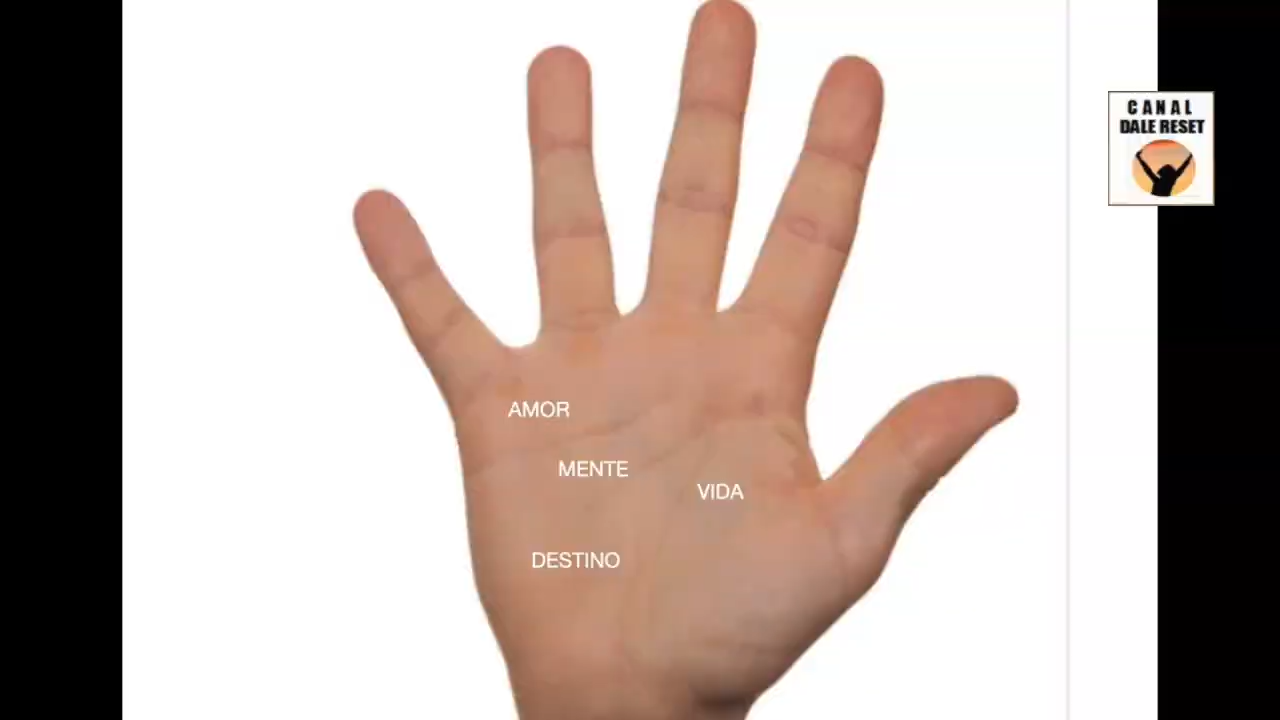 CANAL
DALE RESET
AMOR
MENTE
VIDA
DESTINO